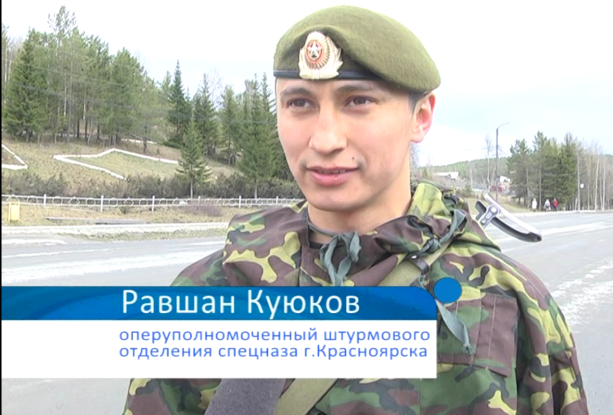 Равшан Куюков
оперуполномоченный штурмового
отделения спецназа г.Красноярска